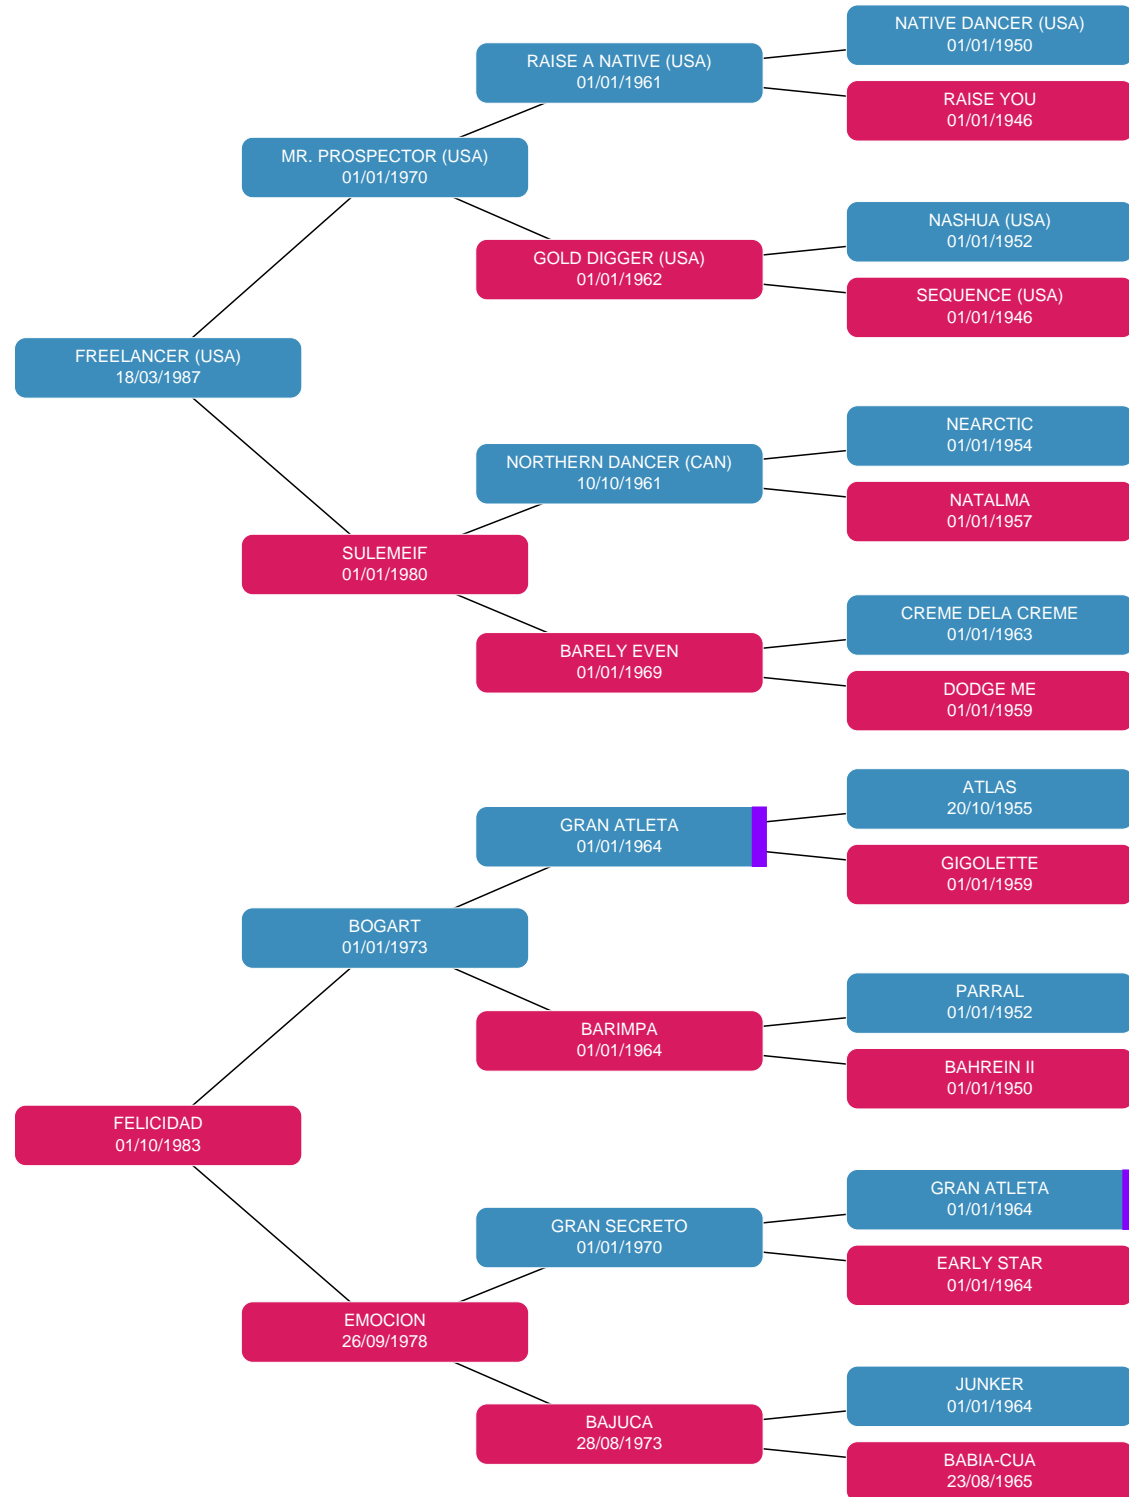 NATIVE DANCER (USA)
01/01/1950
RAISE A NATIVE (USA)
01/01/1961
RAISE YOU
01/01/1946
MR. PROSPECTOR (USA)
01/01/1970
NASHUA (USA)
01/01/1952
GOLD DIGGER (USA)
01/01/1962
SEQUENCE (USA)
01/01/1946
FREELANCER (USA)
18/03/1987
NEARCTIC
01/01/1954
NORTHERN DANCER (CAN)
10/10/1961
NATALMA
01/01/1957
SULEMEIF
01/01/1980
CREME DELA CREME
01/01/1963
BARELY EVEN
01/01/1969
DODGE ME
01/01/1959
ATLAS
20/10/1955
GRAN ATLETA
01/01/1964
GIGOLETTE
01/01/1959
BOGART
01/01/1973
PARRAL
01/01/1952
BARIMPA
01/01/1964
BAHREIN II
01/01/1950
FELICIDAD
01/10/1983
GRAN ATLETA
01/01/1964
GRAN SECRETO
01/01/1970
EARLY STAR
01/01/1964
EMOCION
26/09/1978
JUNKER
01/01/1964
BAJUCA
28/08/1973
BABIA-CUA
23/08/1965